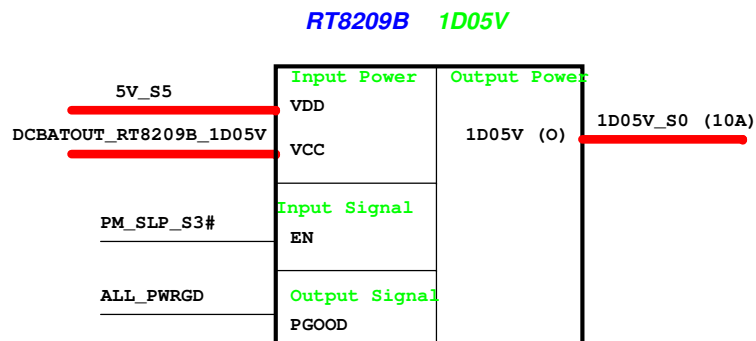 RT8209B 1D05V
Input Power Output Power
5V_S5
VDD
DCBATOUT_RT8209B_1D05V
VCC
1D05V (O)
1D05V_S0 (10A)
Input Signal
PM_SLP_S3#
EN
ALL_PWRGD
Output Signal
PGOOD